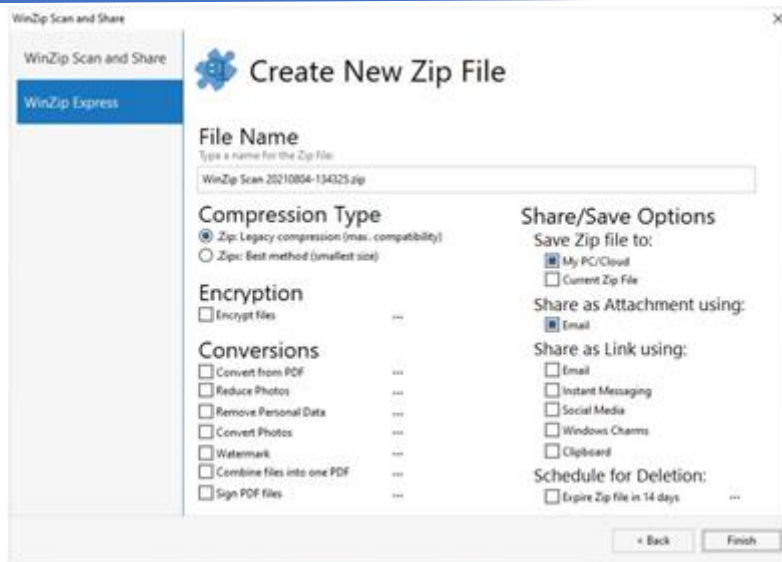 WinZip Scan and Share
WinZip Scan and Share
WinZip Express
Create New Zip File
File Name
Type a name for the Zip file:
WinZip Scan 20210804-134325.zip
Compression Type
.Zip: Legacy compression (max. compatibility)
.Zipx: Best method (smallest size)
Encryption
Encrypt files ...
Conversions
Convert from PDF ...
Reduce Photos ...
Remove Personal Data ...
Convert Photos ...
Watermark ...
Combine files into one PDF ...
Sign PDF files ...
Share/Save Options
Save Zip file to:
My PC/Cloud
Current Zip File
Share as Attachment using:
Email
Share as Link using:
Email
Instant Messaging
Social Media
Windows Charms
Clipboard
Schedule for Deletion:
Expire Zip file in 14 days ...
< Back Finish